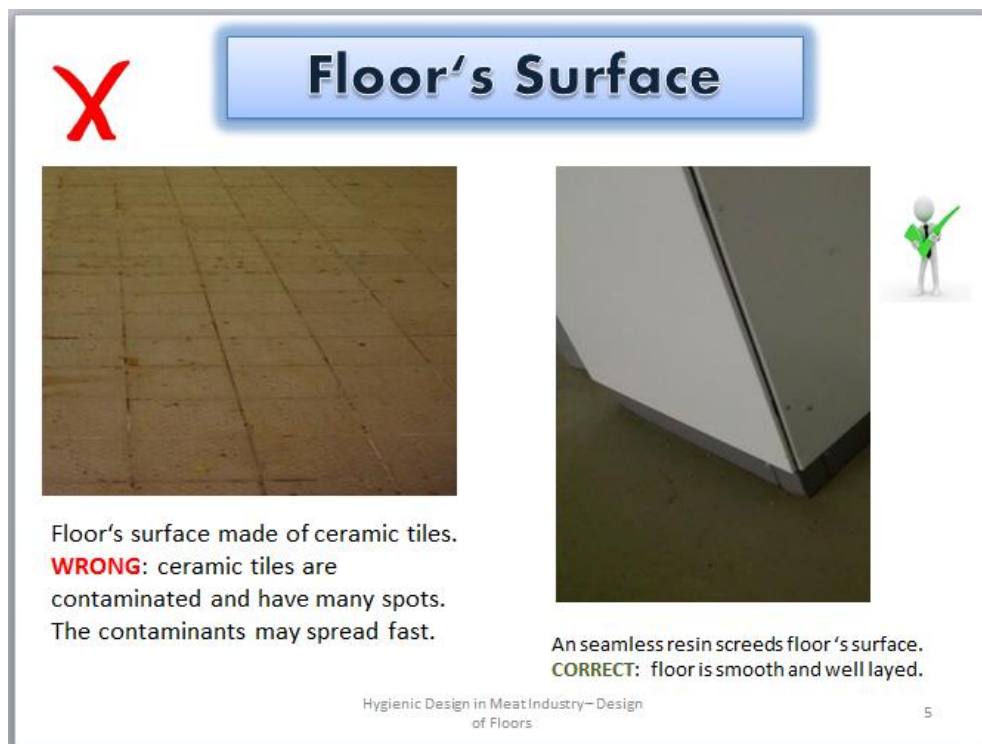 Floor‘s Surface
Floor‘s surface made of ceramic tiles.
WRONG: ceramic tiles are
contaminated and have many spots.
The contaminants may spread fast.
An seamless resin screeds floor‘s surface.
CORRECT: floor is smooth and well layed.
Hygienic Design in Meat Industry– Design
of Floors
5